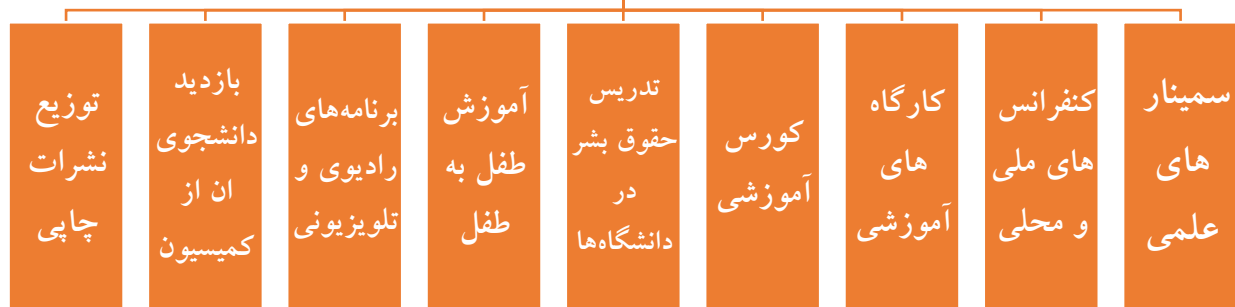 سمینار
های
علمی
کنفرانس
های ملی
و محلی
کارگاه
های
آموزشی
کورس
آموزشی
تدریس
حقوق بشر
در
دانشگاه‌ها
آموزش
طفل به
طفل
برنامه‌های
رادیوی و
تلویزیونی
بازدید
دانشجوی
ان از
کمیسیون
توزیع
نشرات
چاپی